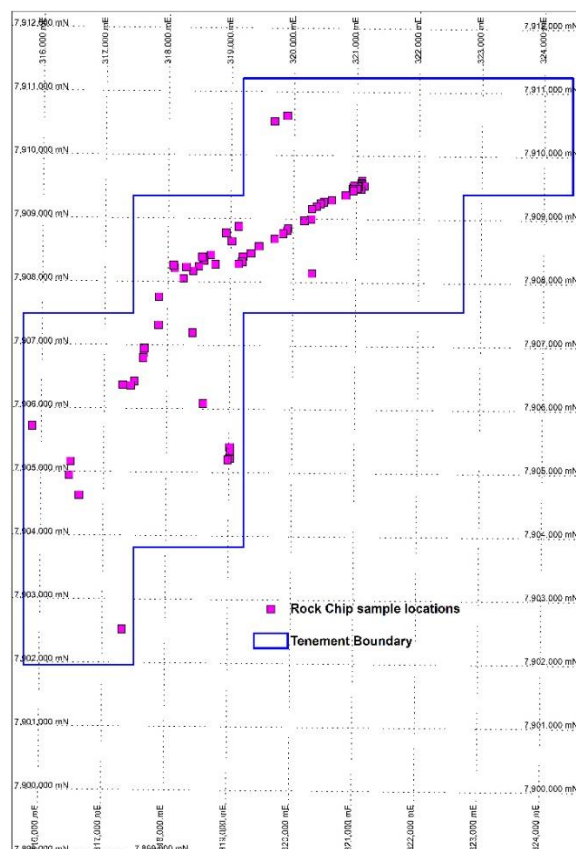 316,000 mE
317,000 mE
318,000 mE
319,000 mE
320,000 mE
321,000 mE
322,000 mE
323,000 mE
324,000 mE
7,912,000 mN
7,912,000 mN
7,911,000 mN
7,911,000 mN
7,910,000 mN
7,910,000 mN
7,909,000 mN
7,909,000 mN
7,908,000 mN
7,908,000 mN
7,907,000 mN
7,907,000 mN
7,906,000 mN
7,906,000 mN
7,905,000 mN
7,905,000 mN
7,904,000 mN
7,904,000 mN
7,903,000 mN
7,903,000 mN
Rock Chip sample locations
Tenement Boundary
7,902,000 mN
7,902,000 mN
7,901,000 mN
7,901,000 mN
7,900,000 mN
7,900,000 mN
316,000 mE
317,000 mE
318,000 mE
319,000 mE
320,000 mE
321,000 mE
322,000 mE
323,000 mE
324,000 mE